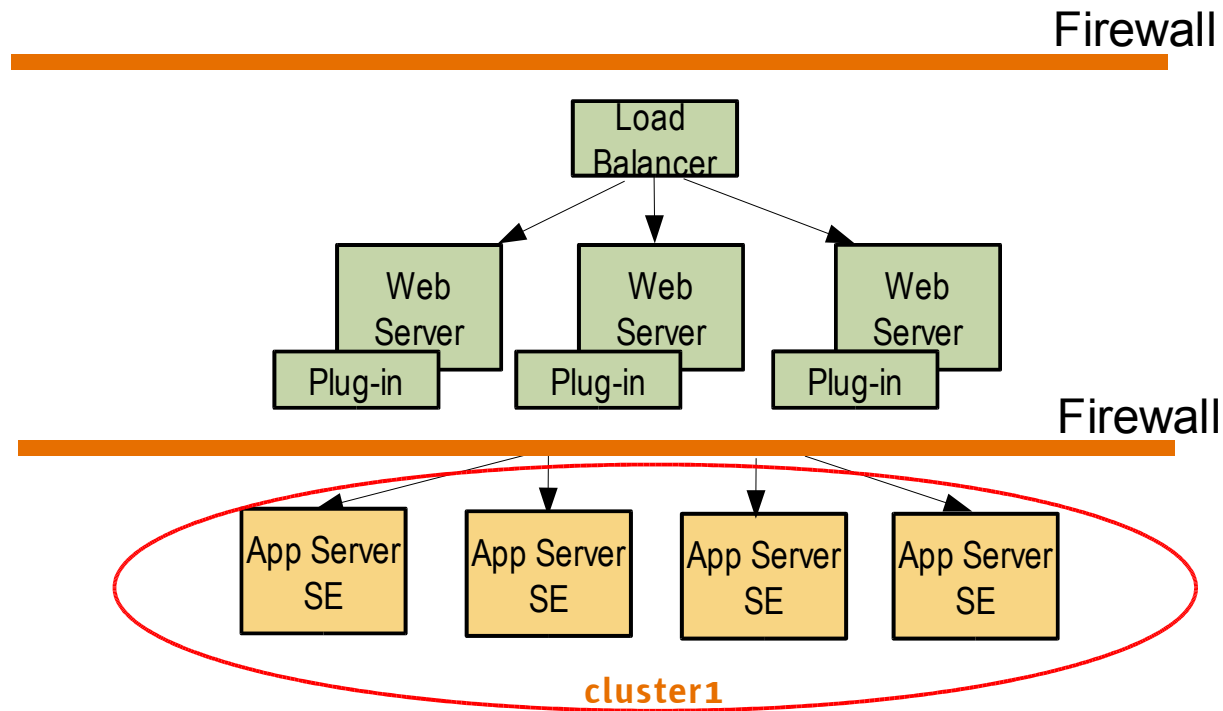 Firewall
Load
Balancer
Web
Server
Web
Server
Web
Server
Plug-in
Plug-in
Plug-in
Firewall
App Server
SE
App Server
SE
App Server
SE
App Server
SE
cluster1